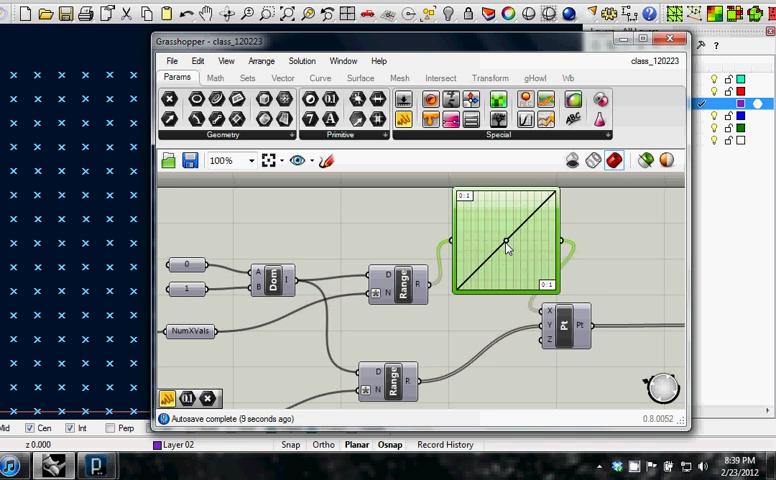 Grasshopper - class_120223
File Edit View Arrange Solution Window Help class_120223
Params Math Sets Vector Curve Surface Mesh Intersect Transform gHowl Wb
Geometry
Primitive
Special
100%
0:1
0:1
0
1
A
B
Dom
I
D
N
Range
R
NumXVals
X
Y
Z
Pt
Pt
D
N
Range
R
Autosave complete (9 seconds ago) 0.8.0052
Mid Cen Int Perp
z 0.000 Layer 02 Snap Ortho Planar Osnap Record History
8:39 PM
2/23/2012